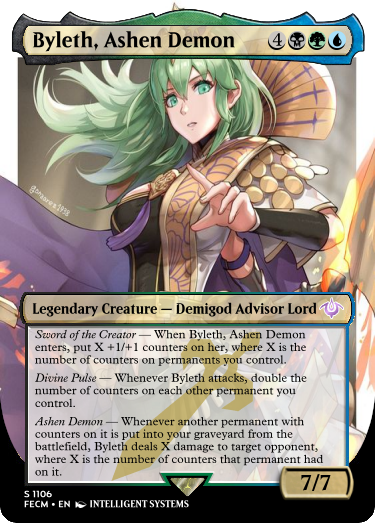 Byleth, Ashen Demon 4
Legendary Creature — Demigod Advisor Lord
Sword of the Creator — When Byleth, Ashen Demon
enters, put X +1/+1 counters on her, where X is the
number of counters on permanents you control.
Divine Pulse — Whenever Byleth attacks, double the
number of counters on each other permanent you
control.
Ashen Demon — Whenever another permanent with
counters on it is put into your graveyard from the
battlefield, Byleth deals X damage to target opponent,
where X is the number of counters that permanent had
on it.
7/7
S 1106
FECM • EN INTELLIGENT SYSTEMS